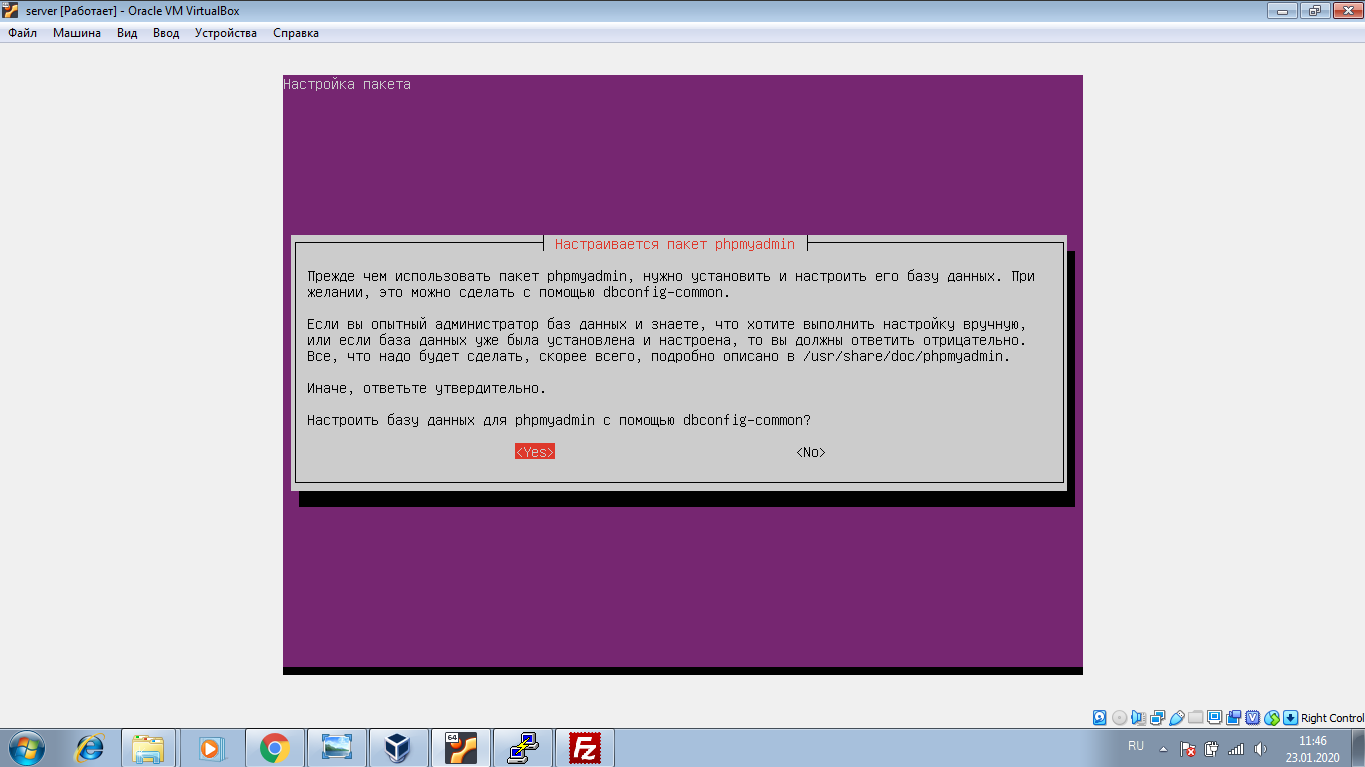 server [Работает] - Oracle VM VirtualBox
Файл Машина Вид Ввод Устройства Справка
Настройка пакета
Настраивается пакет phpmyadmin
Прежде чем использовать пакет phpmyadmin, нужно установить и настроить его базу данных. При
желании, это можно сделать с помощью dbconfig-common.
Если вы опытный администратор баз данных и знаете, что хотите выполнить настройку вручную,
или если база данных уже была установлена и настроена, то вы должны ответить отрицательно.
Все, что надо будет сделать, скорее всего, подробно описано в /usr/share/doc/phpmyadmin.
Иначе, ответьте утвердительно.
Настроить базу данных для phpmyadmin с помощью dbconfig-common?
<Yes> <No>
Right Control
64
Fz
RU
11:46
23.01.2020